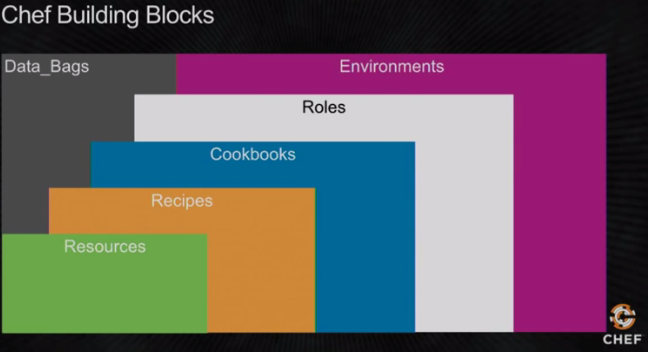 Chef Building Blocks
Data_Bags
Environments
Roles
Cookbooks
Recipes
Resources
CHEF